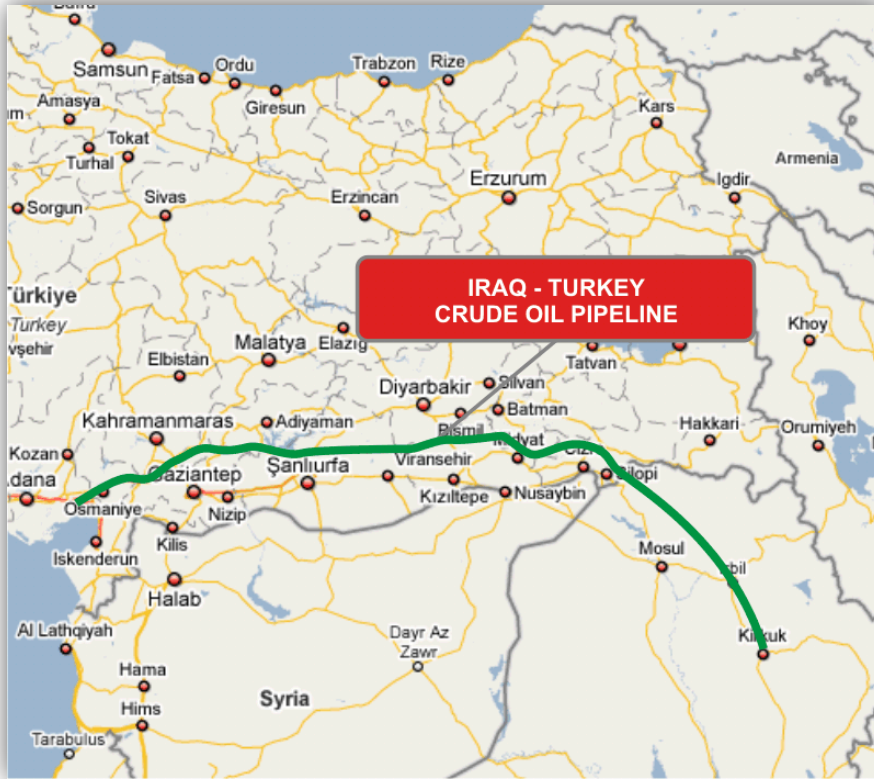 Samsun
Fatsa
Ordu
Giresun
Trabzon
Rize
Amasya
Kars
Tokat
Turhal
Armenia
Igdir
Sorgun
Sivas
Erzincan
Erzurum
IRAQ - TURKEY
CRUDE OIL PIPELINE
Türkiye
Turkey
Khoy
Malatya
Elazig
Tatvan
Elbistan
Diyarbakir
Silvan
Batman
Kahramanmaras
Adiyaman
Bismil
Hakkari
Orumiyeh
Kozan
Midyat
Gaziantep
Şanlıurfa
Viransehir
Silopi
Osmaniye
Nizip
Kızıltepe
Nusaybin
Iskenderun
Kilis
Mosul
Halab
Al Lathqiyah
Dayr Az
Zawr
Kirkuk
Hama
Syria
Hims
Tarabulus